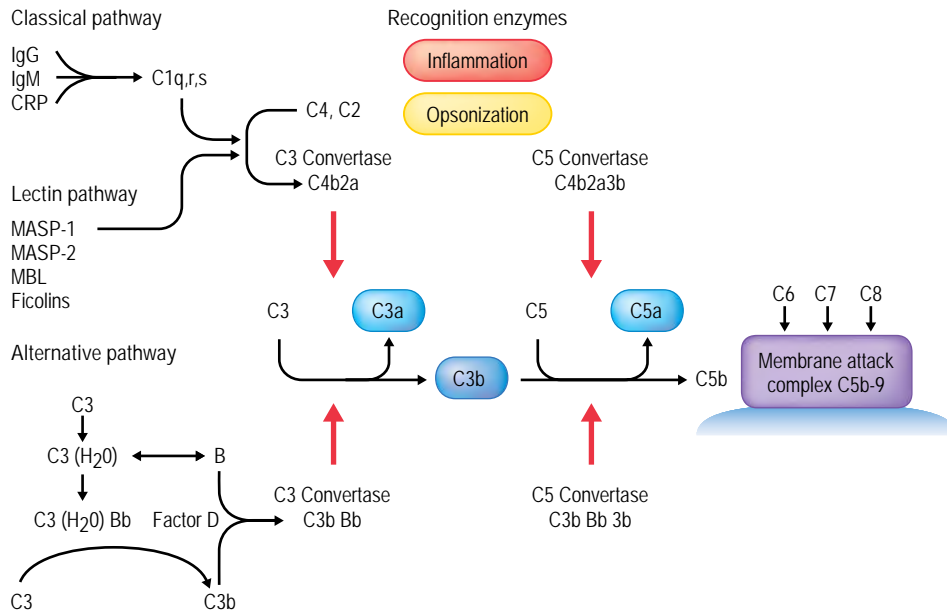 Classical pathway
IgG
IgM
CRP
C1q,r,s
C4, C2
C3 Convertase
C4b2a
Recognition enzymes
Inflammation
Opsonization
C5 Convertase
C4b2a3b
Lectin pathway
MASP-1
MASP-2
MBL
Ficolins
C3
C3a
C3b
C5
C5a
C5b
C6 C7 C8
Membrane attack
complex C5b-9
Alternative pathway
C3
C3 (H20)
B
C3 (H20) Bb
Factor D
C3
C3b
C3 Convertase
C3b Bb
C5 Convertase
C3b Bb 3b